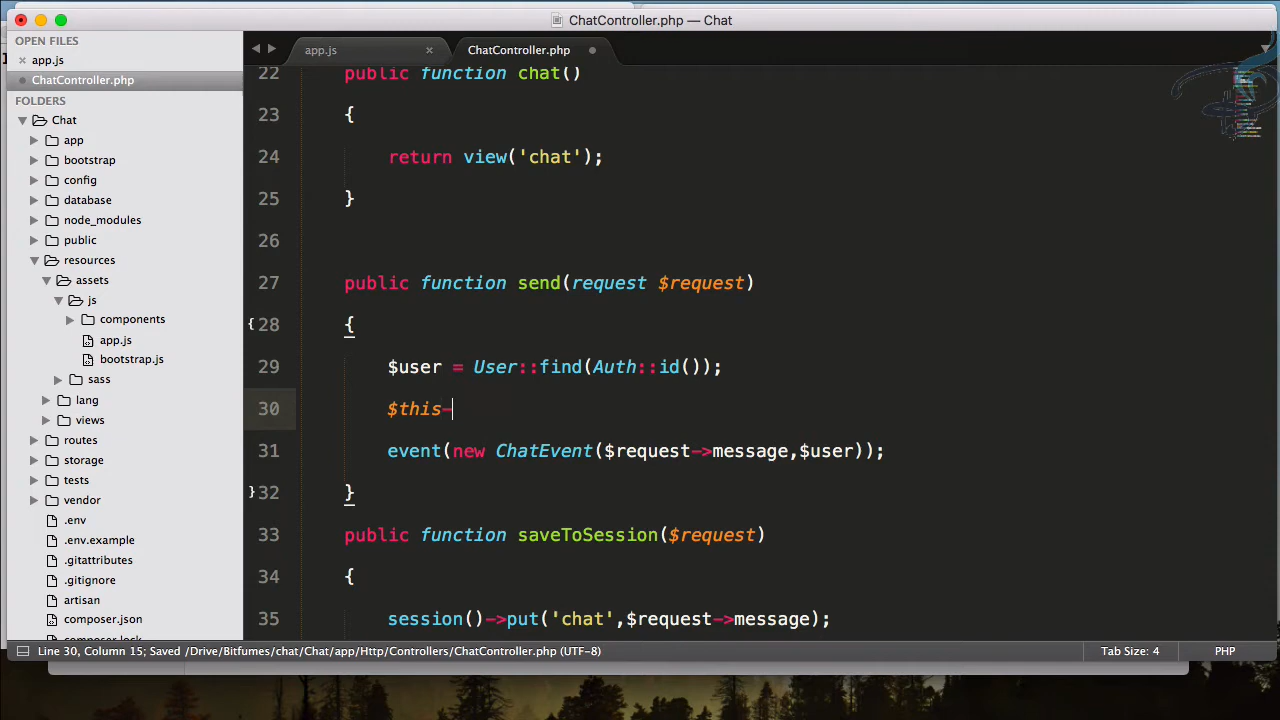 ChatController.php — Chat
OPEN FILES
app.js
ChatController.php
FOLDERS
Chat
app
bootstrap
config
database
node_modules
public
resources
assets
js
components
app.js
bootstrap.js
sass
lang
views
routes
storage
tests
vendor
.env
.env.example
.gitattributes
.gitignore
artisan
composer.json
composer.lock
app.js
ChatController.php
22 public function chat()
23 {
24 return view('chat');
25 }
26
27 public function send(request $request)
28 {
29 $user = User::find(Auth::id());
30 $this-
31 event(new ChatEvent($request->message,$user));
32 }
33 public function saveToSession($request)
34 {
35 session()->put('chat',$request->message);
Line 30, Column 15; Saved /Drive/Bitfumes/chat/Chat/app/Http/Controllers/ChatController.php (UTF-8)
Tab Size: 4
PHP